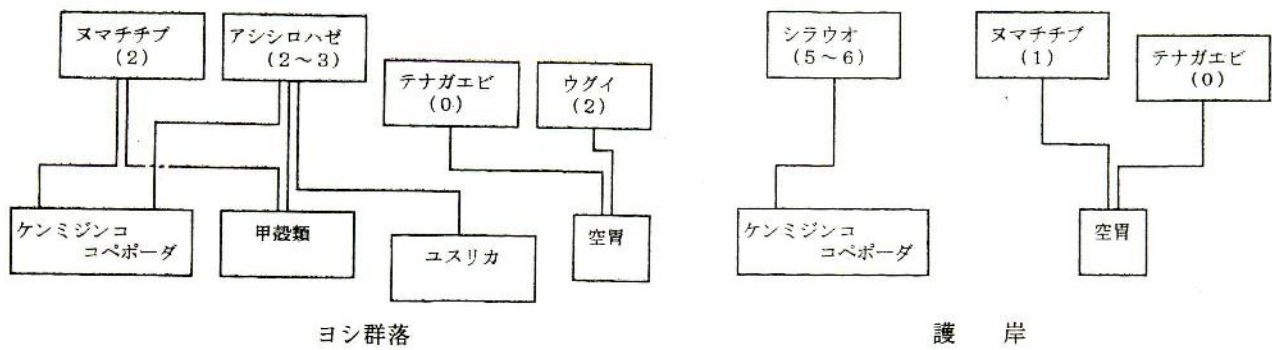 ヌマチチブ
(2)
アシシロハゼ
(2~3)
テナガエビ
(0)
ウグイ
(2)
ケンミジンコ
コペポーダ
甲殻類
ユスリカ
空胃
ヨシ群落
シラウオ
(5~6)
ヌマチチブ
(1)
テナガエビ
(0)
ケンミジンコ
コペポーダ
空胃
護 岸